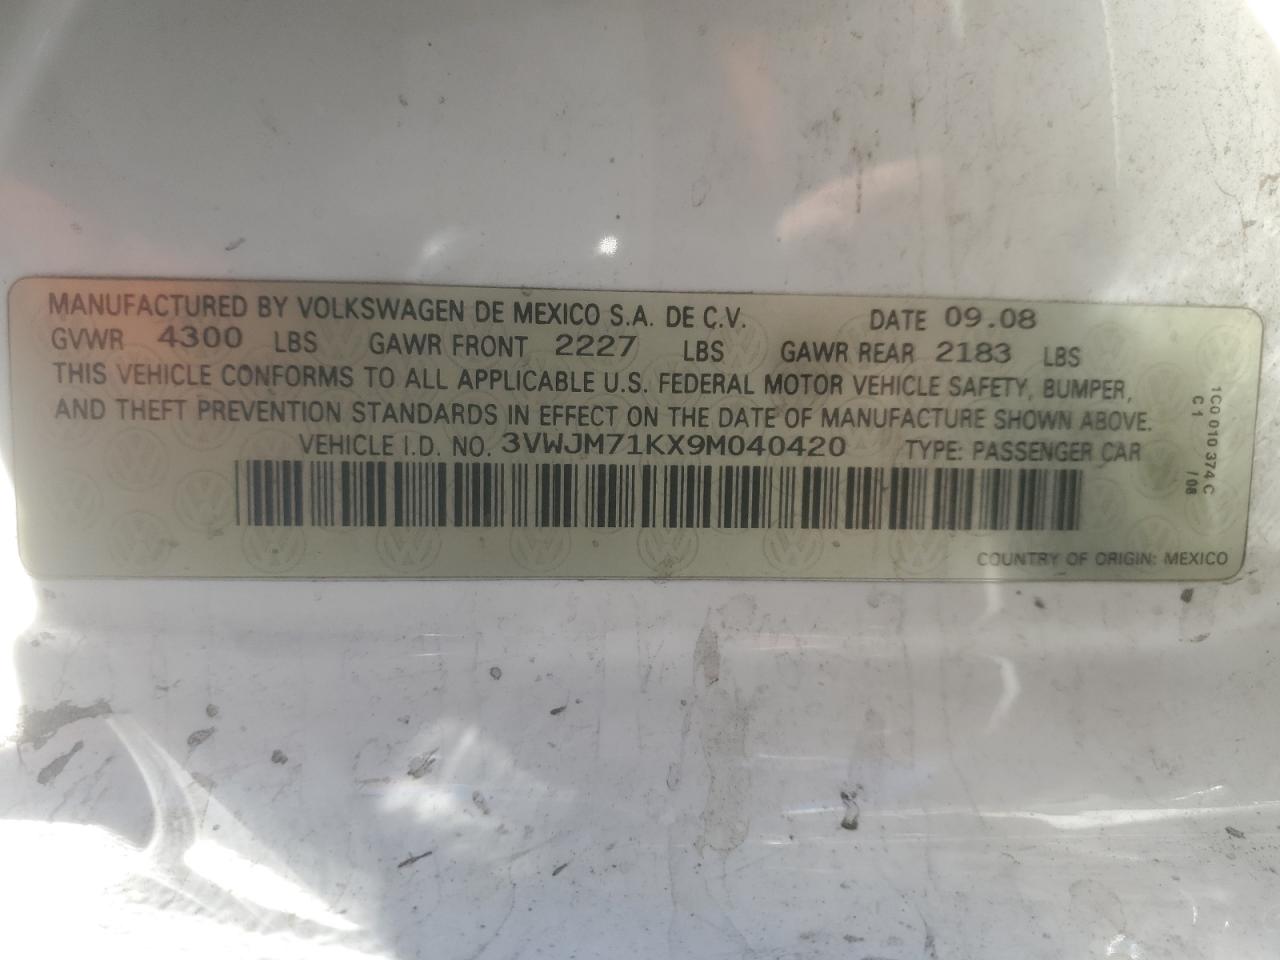 MANUFACTURED BY VOLKSWAGEN DE MEXICO S.A. DE C.V. DATE 09.08
GVWR 4300 LBS GAWR FRONT 2227 LBS GAWR REAR 2183 LBS
THIS VEHICLE CONFORMS TO ALL APPLICABLE U.S. FEDERAL MOTOR VEHICLE SAFETY, BUMPER,
AND THEFT PREVENTION STANDARDS IN EFFECT ON THE DATE OF MANUFACTURE SHOWN ABOVE.
VEHICLE I.D. NO. 3VWJM71KX9M040420 TYPE: PASSENGER CAR
COUNTRY OF ORIGIN: MEXICO
1C0 010 374 C
C1 /08